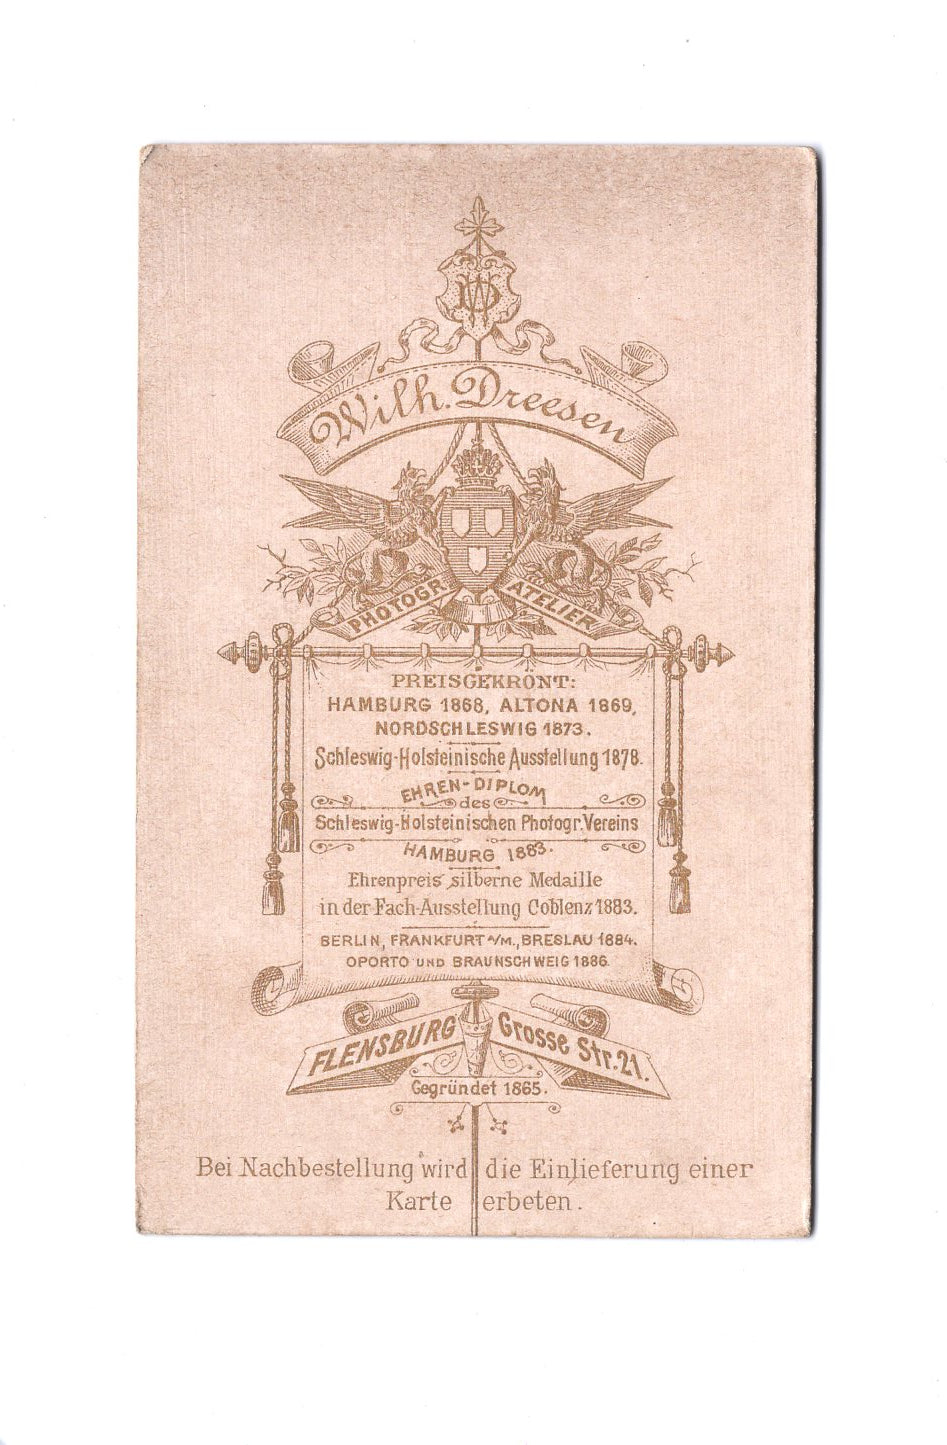 WD
Wilh. Dreesen
PHOTOGR. ATELIER
PREISGEKRÖNT:
HAMBURG 1868, ALTONA 1869,
NORDSCHLESWIG 1873.
Schleswig-Holsteinische Ausstellung 1878.
EHREN-DIPLOM
des
Schleswig-Holsteinischen Photogr. Vereins
HAMBURG 1883.
Ehrenpreis silberne Medaille
in der Fach-Ausstellung Coblenz 1883.
BERLIN, FRANKFURT a/M., BRESLAU 1884.
OPORTO UND BRAUNSCHWEIG 1886.
FLENSBURG Grosse Str. 21.
Gegründet 1865.
Bei Nachbestellung wird die Einlieferung einer
Karte erbeten.